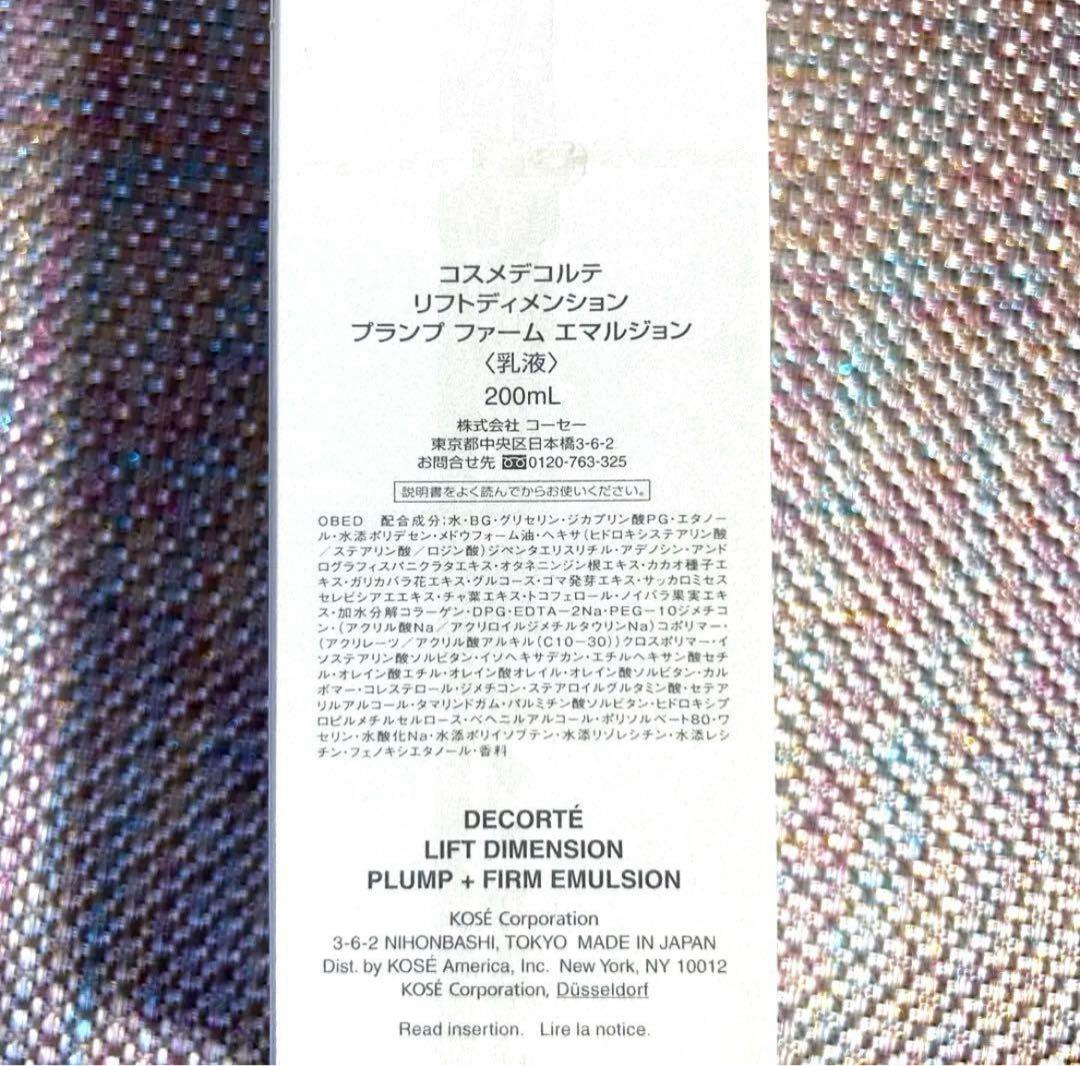 コスメデコルテ
リフトディメンション
プランプ ファーム エマルジョン
〈乳液〉
200mL
株式会社 コーセー
東京都中央区日本橋3-6-2
お問合せ先 0120-763-325
説明書をよく読んでからお使いください。
OBED 配合成分;水・BG・グリセリン・ジカプリン酸PG・エタノー
ル・水添ポリデセン・メドウフォーム油・ヘキサ(ヒドロキシステアリン酸
/ステアリン酸/ロジン酸)ジペンタエリスリチル・アデノシン・アンド
ログラフィスパニクラタエキス・オタネニンジン根エキス・カカオ種子エ
キス・ガリカバラ花エキス・グルコース・ゴマ発芽エキス・サッカロミセス
セレビシアエエキス・チャ葉エキス・トコフェロール・ノイバラ果実エキ
ス・加水分解コラーゲン・DPG・EDTA-2Na・PEG-10ジメチコ
ン・(アクリル酸Na/アクリロイルジメチルタウリンNa)コポリマー・
(アクリレーツ/アクリル酸アルキル(C10-30))クロスポリマー・イ
ソステアリン酸ソルビタン・イソヘキサデカン・エチルヘキサン酸セチ
ル・オレイン酸エチル・オレイン酸オレイル・オレイン酸ソルビタン・カル
ボマー・コレステロール・ジメチコン・ステアロイルグルタミン酸・セテア
リルアルコール・タマリンドガム・パルミチン酸ソルビタン・ヒドロキシプ
ロピルメチルセルロース・ベヘニルアルコール・ポリソルベート80・ワ
セリン・水酸化Na・水添ポリイソブテン・水添リゾレシチン・水添レシ
チン・フェノキシエタノール・香料
DECORTÉ
LIFT DIMENSION
PLUMP + FIRM EMULSION
KOSÉ Corporation
3-6-2 NIHONBASHI, TOKYO MADE IN JAPAN
Dist. by KOSÉ America, Inc. New York, NY 10012
KOSÉ Corporation, Düsseldorf
Read insertion. Lire la notice.